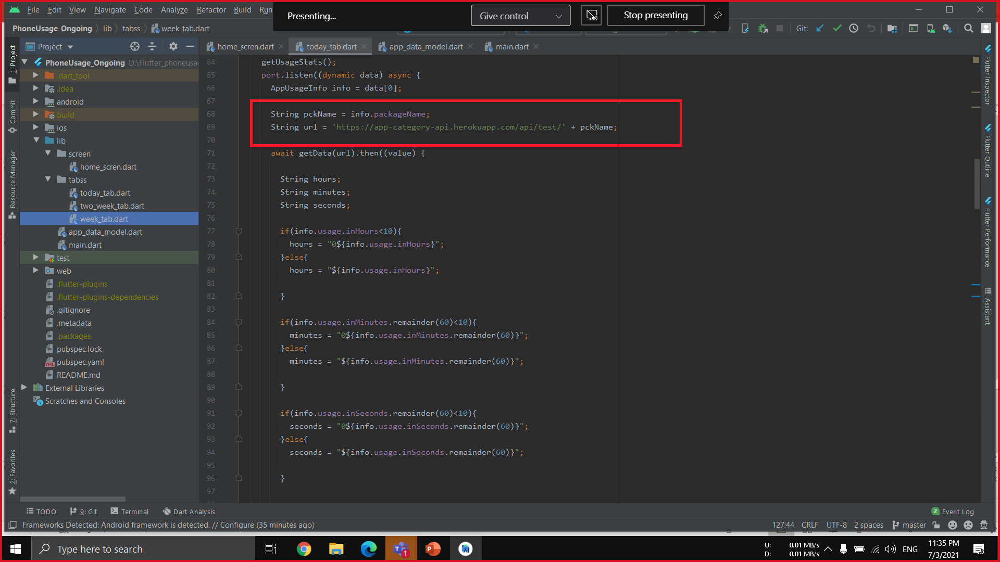 File Edit View Navigate Code Analyze Refactor Build Run
Presenting...
Give control
Stop presenting
PhoneUsage_Ongoing lib tabss week_tab.dart
Git:
Project
home_scren.dart
today_tab.dart
app_data_model.dart
main.dart
1: Project
Commit
Resource Manager
7: Structure
2: Favorites
PhoneUsage_Ongoing D:\Flutter_phoneusa
.dart_tool
.idea
android
build
ios
lib
screen
home_scren.dart
tabss
today_tab.dart
two_week_tab.dart
week_tab.dart
app_data_model.dart
main.dart
test
web
.flutter-plugins
.flutter-plugins-dependencies
.gitignore
.metadata
.packages
pubspec.lock
pubspec.yaml
README.md
External Libraries
Scratches and Consoles
64 getUsageStats();
65 port.listen((dynamic data) async {
66 AppUsageInfo info = data[0];
67
68 String pckName = info.packageName;
69 String url = 'https://app-category-api.herokuapp.com/api/test/' + pckName;
70
71 await getData(url).then((value) {
72
73 String hours;
74 String minutes;
75 String seconds;
76
77 if(info.usage.inHours<10){
78 hours = "0${info.usage.inHours}";
79 }else{
80 hours = "${info.usage.inHours}";
81
82 }
83
84 if(info.usage.inMinutes.remainder(60)<10){
85 minutes = "0${info.usage.inMinutes.remainder(60)}";
86 }else{
87 minutes = "${info.usage.inMinutes.remainder(60)}";
88
89 }
90
91 if(info.usage.inSeconds.remainder(60)<10){
92 seconds = "0${info.usage.inSeconds.remainder(60)}";
93 }else{
94 seconds = "${info.usage.inSeconds.remainder(60)}";
95
96 }
97
Flutter Inspector
Flutter Outline
Flutter Performance
Assistant
TODO
9: Git
Terminal
Dart Analysis
2 Event Log
Frameworks Detected: Android framework is detected. // Configure (35 minutes ago)
127:44 CRLF UTF-8 2 spaces master
Type here to search
1
U: 0.01 MB/s
D: 0.01 MB/s
ENG
11:35 PM
7/3/2021